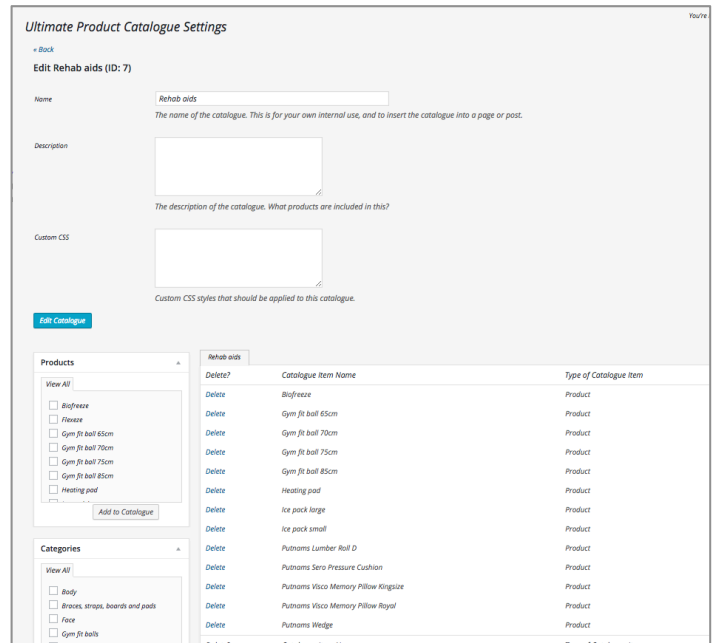 You're
Ultimate Product Catalogue Settings
« Back
Edit Rehab aids (ID: 7)
Name
Rehab aids
The name of the catalogue. This is for your own internal use, and to insert the catalogue into a page or post.
Description
The description of the catalogue. What products are included in this?
Custom CSS
Custom CSS styles that should be applied to this catalogue.
Edit Catalogue
Products
View All
Biofreeze
Flexeze
Gym fit ball 65cm
Gym fit ball 70cm
Gym fit ball 75cm
Gym fit ball 85cm
Heating pad
Add to Catalogue
Categories
View All
Body
Braces, straps, boards and pads
Face
Gym fit balls
Rehab aids
Delete? Catalogue Item Name Type of Catalogue Item
Delete Biofreeze Product
Delete Gym fit ball 65cm Product
Delete Gym fit ball 70cm Product
Delete Gym fit ball 75cm Product
Delete Gym fit ball 85cm Product
Delete Heating pad Product
Delete Ice pack large Product
Delete Ice pack small Product
Delete Putnams Lumber Roll D Product
Delete Putnams Sero Pressure Cushion Product
Delete Putnams Visco Memory Pillow Kingsize Product
Delete Putnams Visco Memory Pillow Royal Product
Delete Putnams Wedge Product